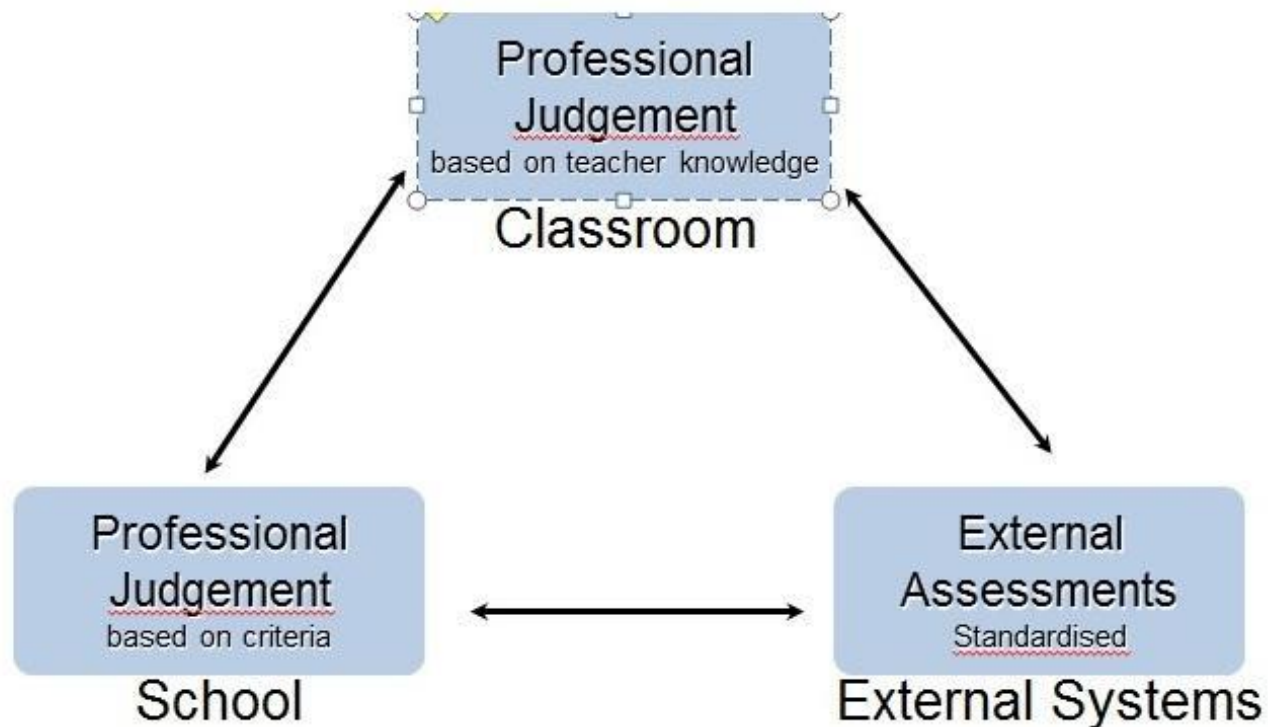 Professional
Judgement
based on teacher knowledge
Classroom
Professional
Judgement
based on criteria
School
External
Assessments
Standardised
External Systems